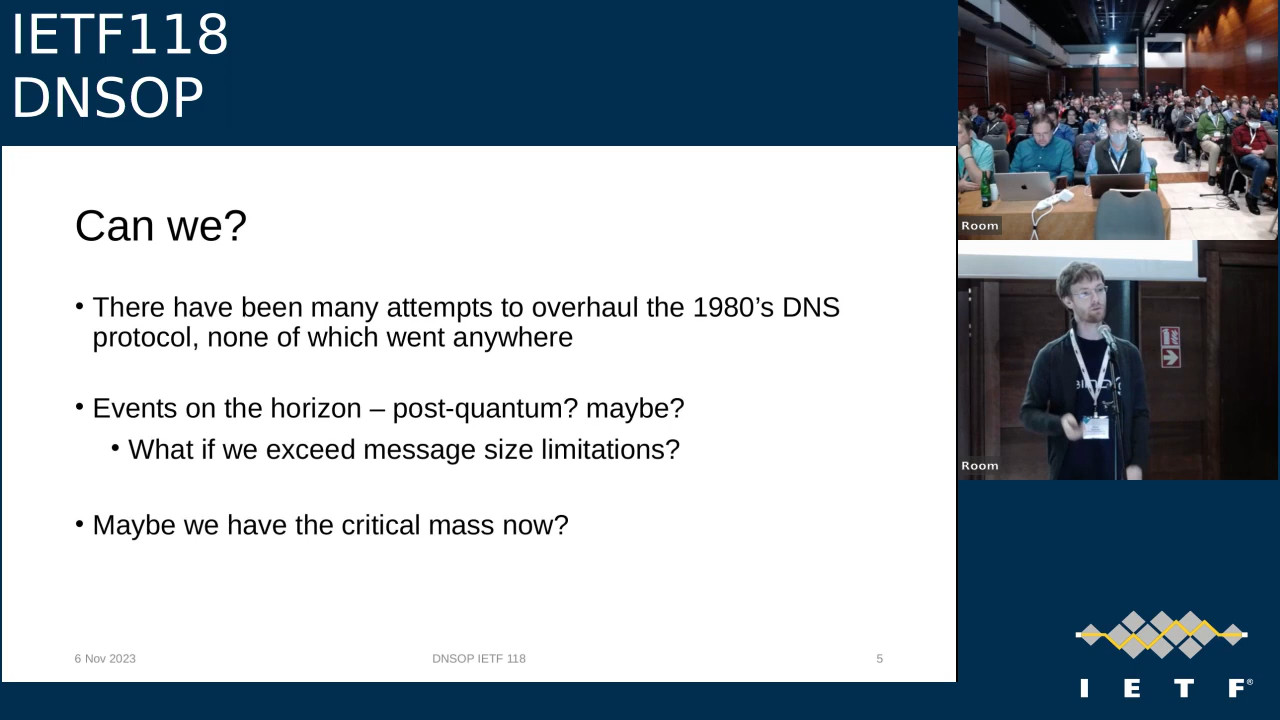 IETF118
DNSOP
Can we?
• There have been many attempts to overhaul the 1980’s DNS
protocol, none of which went anywhere
• Events on the horizon – post-quantum? maybe?
• What if we exceed message size limitations?
• Maybe we have the critical mass now?
6 Nov 2023
DNSOP IETF 118
5
Room
Room
I E T F®